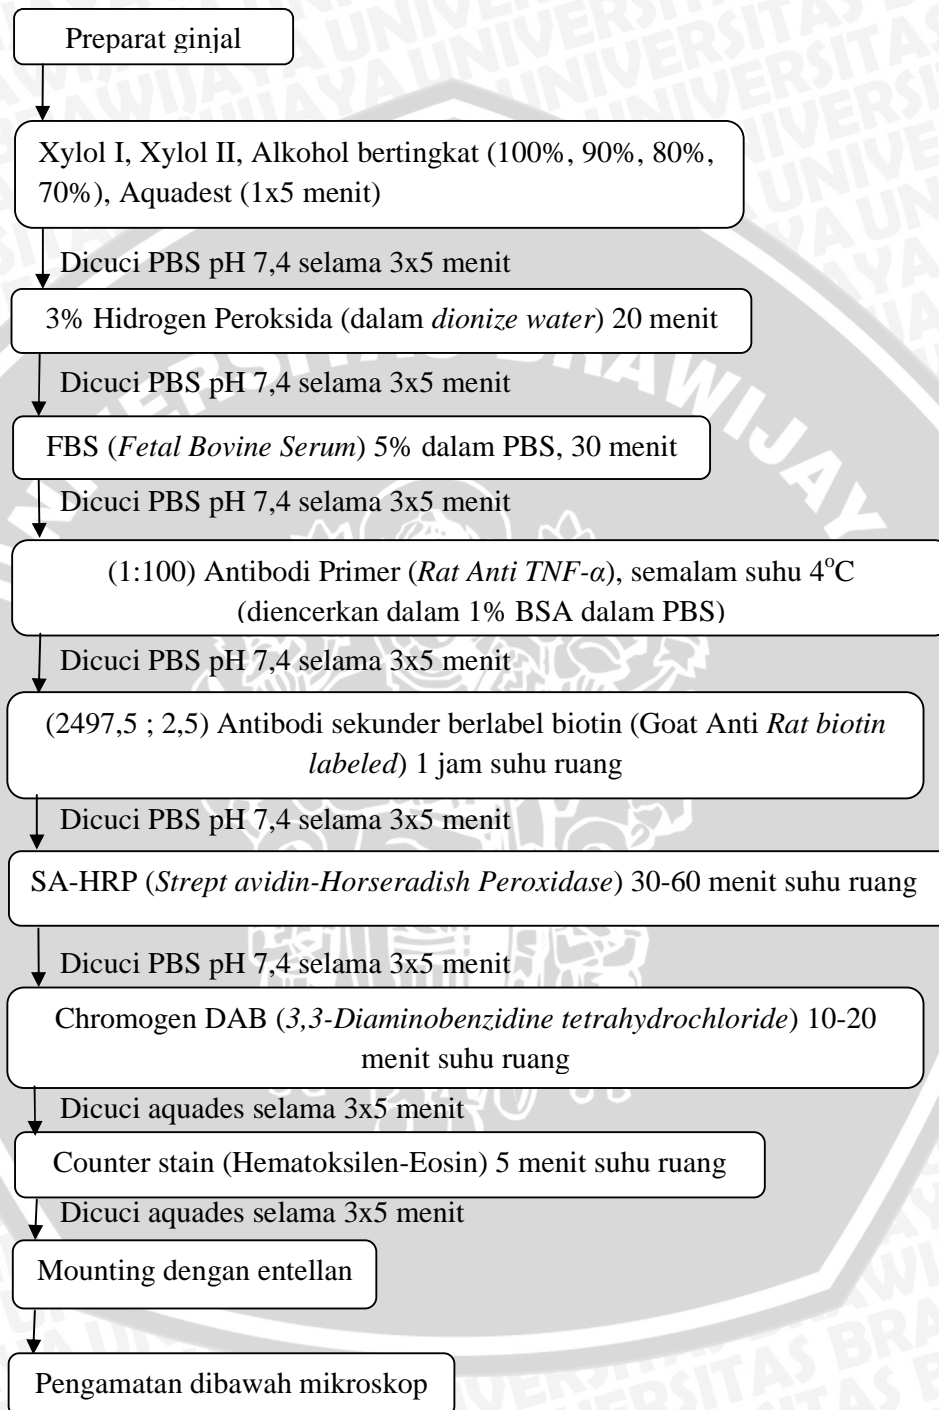 Preparat ginjal
Xylol I, Xylol II, Alkohol bertingkat (100%, 90%, 80%,
70%), Aquadest (1x5 menit)
Dicuci PBS pH 7,4 selama 3x5 menit
3% Hidrogen Peroksida (dalam dionize water) 20 menit
Dicuci PBS pH 7,4 selama 3x5 menit
FBS (Fetal Bovine Serum) 5% dalam PBS, 30 menit
Dicuci PBS pH 7,4 selama 3x5 menit
(1:100) Antibodi Primer (Rat Anti TNF-α), semalam suhu 4°C
(diencerkan dalam 1% BSA dalam PBS)
Dicuci PBS pH 7,4 selama 3x5 menit
(2497,5 ; 2,5) Antibodi sekunder berlabel biotin (Goat Anti Rat biotin
labeled) 1 jam suhu ruang
Dicuci PBS pH 7,4 selama 3x5 menit
SA-HRP (Strept avidin-Horseradish Peroxidase) 30-60 menit suhu ruang
Dicuci PBS pH 7,4 selama 3x5 menit
Chromogen DAB (3,3-Diaminobenzidine tetrahydrochloride) 10-20
menit suhu ruang
Dicuci aquades selama 3x5 menit
Counter stain (Hematoksilen-Eosin) 5 menit suhu ruang
Dicuci aquades selama 3x5 menit
Mounting dengan entellan
Pengamatan dibawah mikroskop